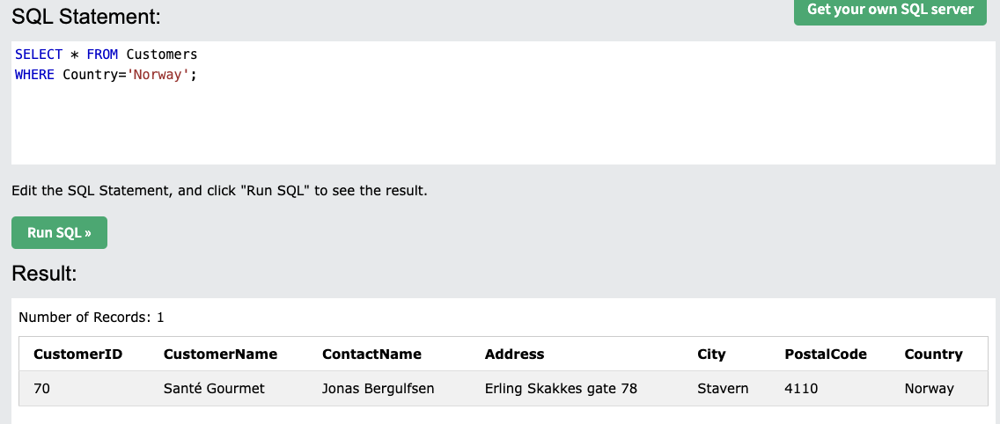 SQL Statement:
Get your own SQL server
SELECT * FROM Customers
WHERE Country='Norway';
Edit the SQL Statement, and click "Run SQL" to see the result.
Run SQL »
Result:
Number of Records: 1
CustomerID CustomerName ContactName Address City PostalCode Country
70 Santé Gourmet Jonas Bergulfsen Erling Skakkes gate 78 Stavern 4110 Norway